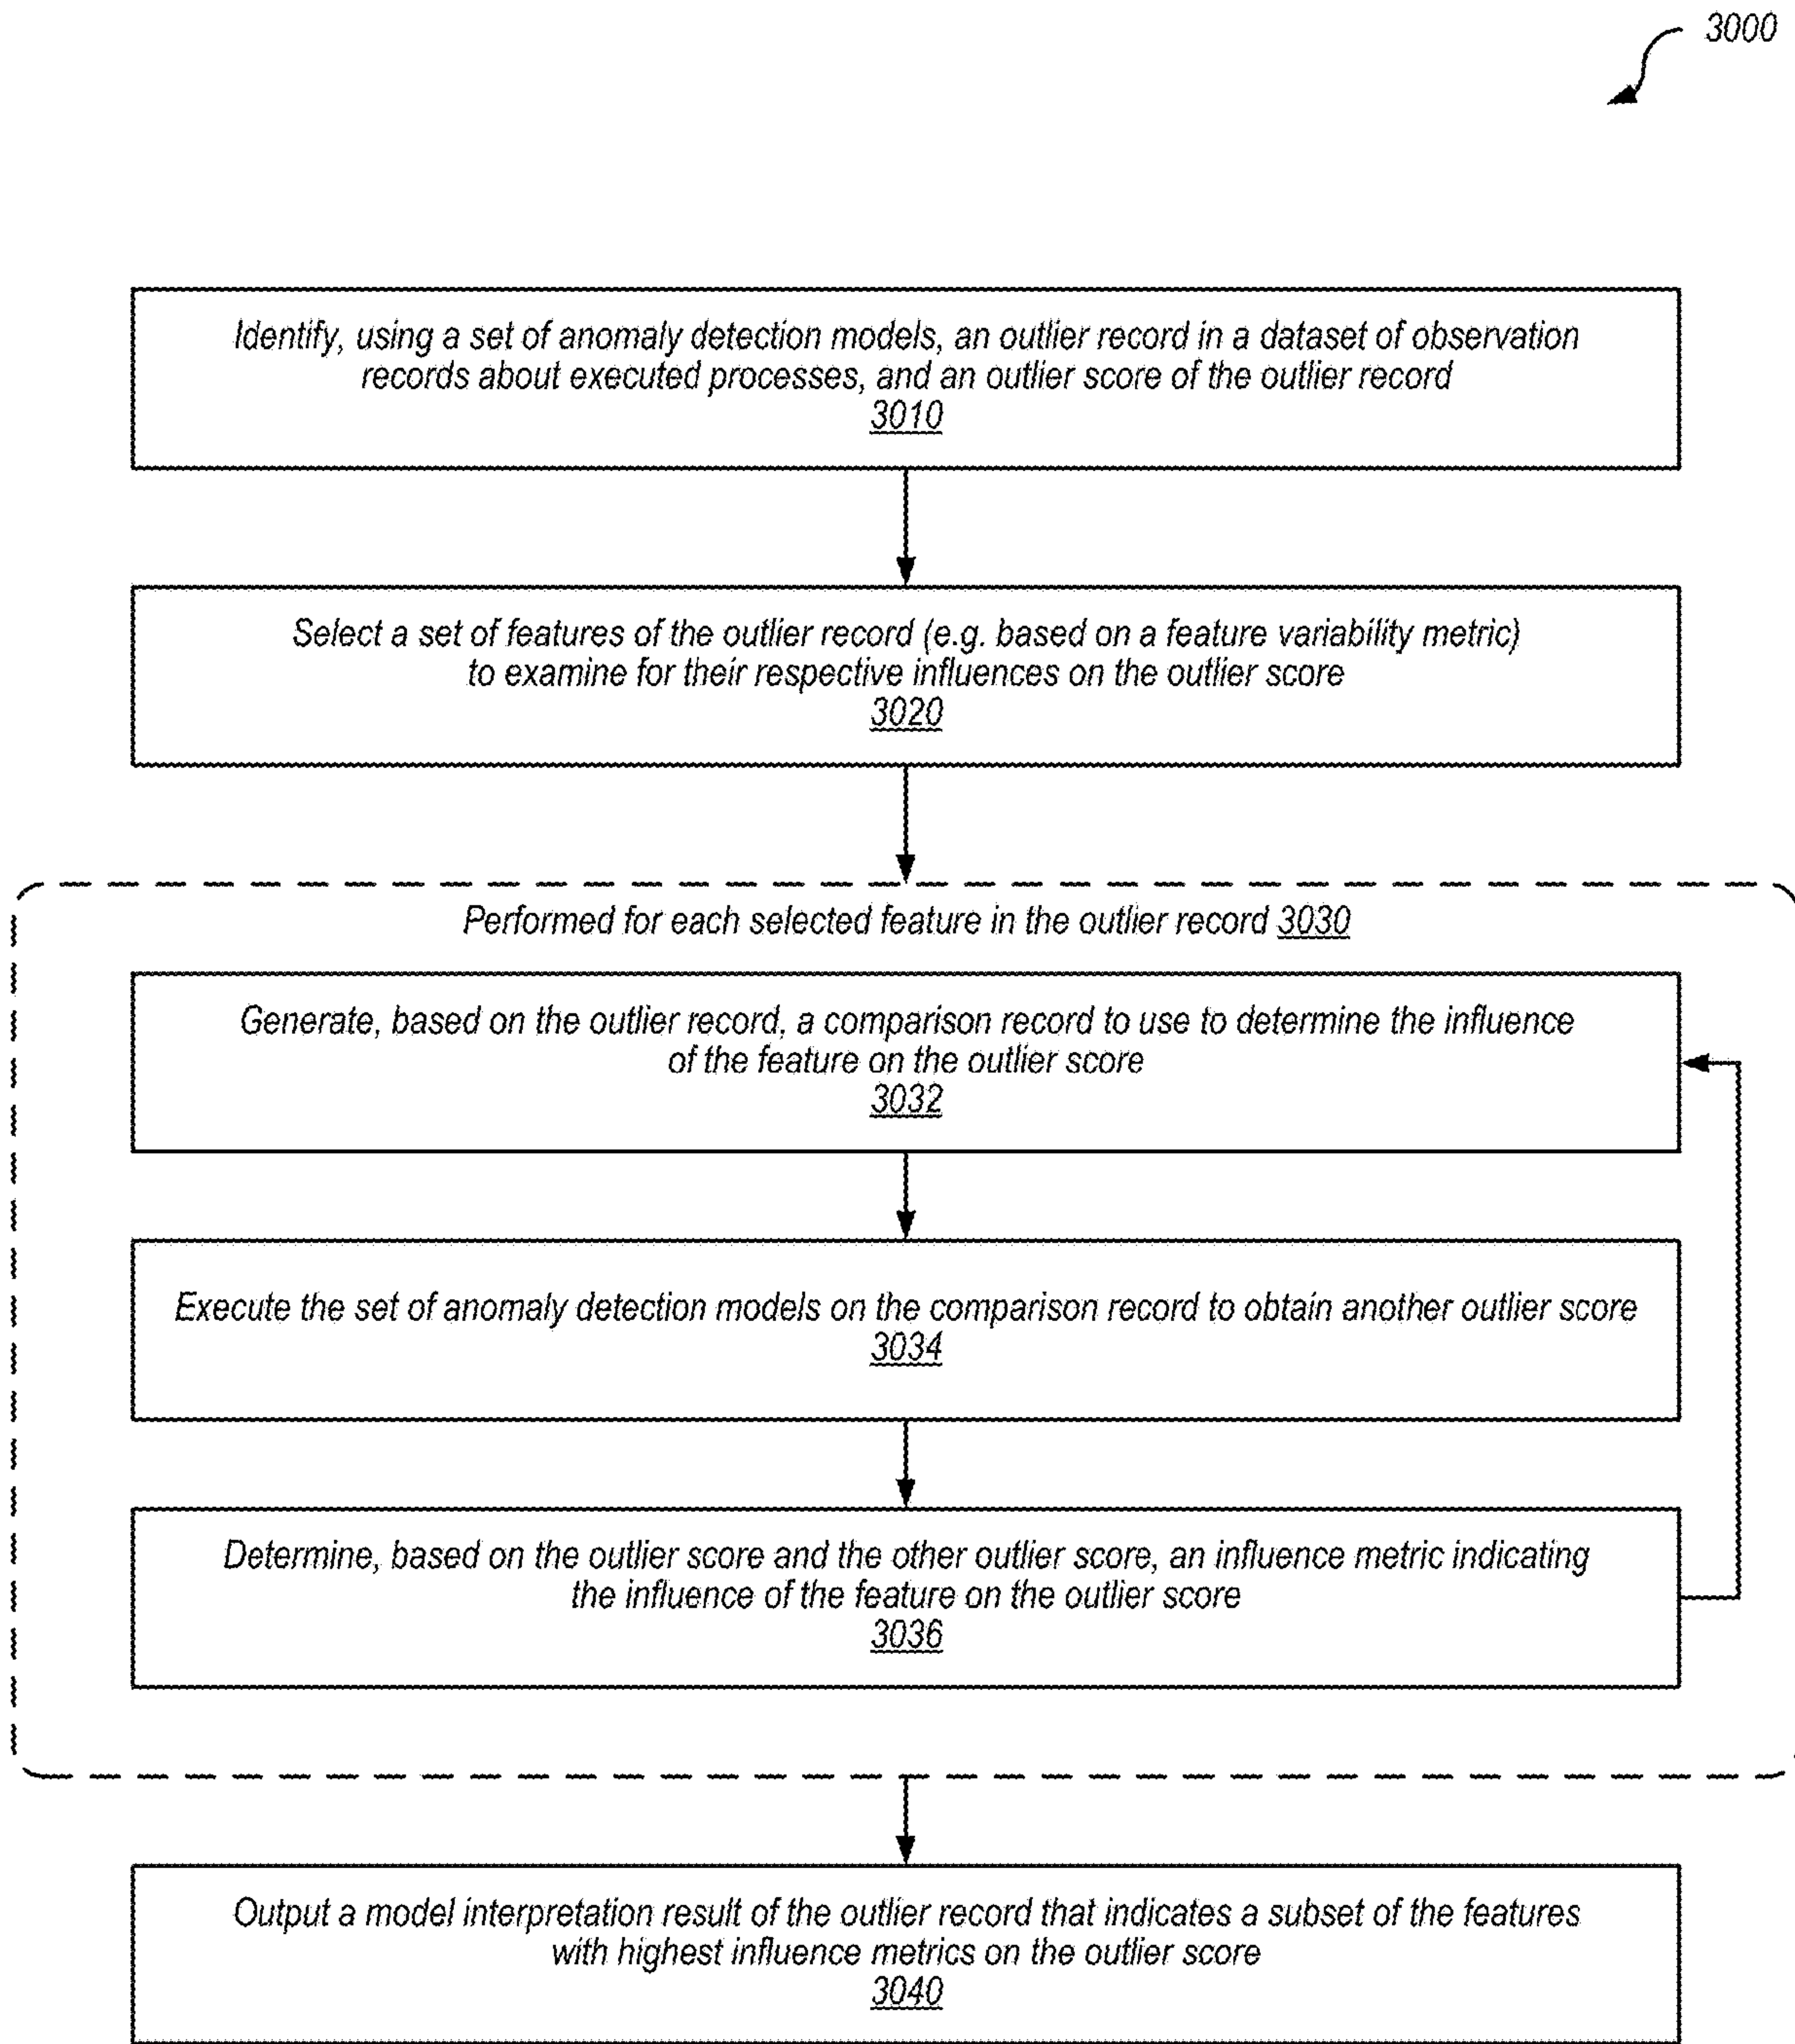 3000
Identify, using a set of anomaly detection models, an outlier record in a dataset of observation
records about executed processes, and an outlier score of the outlier record
3010
Select a set of features of the outlier record (e.g. based on a feature variability metric)
to examine for their respective influences on the outlier score
3020
Performed for each selected feature in the outlier record 3030
Generate, based on the outlier record, a comparison record to use to determine the influence
of the feature on the outlier score
3032
Execute the set of anomaly detection models on the comparison record to obtain another outlier score
3034
Determine, based on the outlier score and the other outlier score, an influence metric indicating
the influence of the feature on the outlier score
3036
Output a model interpretation result of the outlier record that indicates a subset of the features
with highest influence metrics on the outlier score
3040